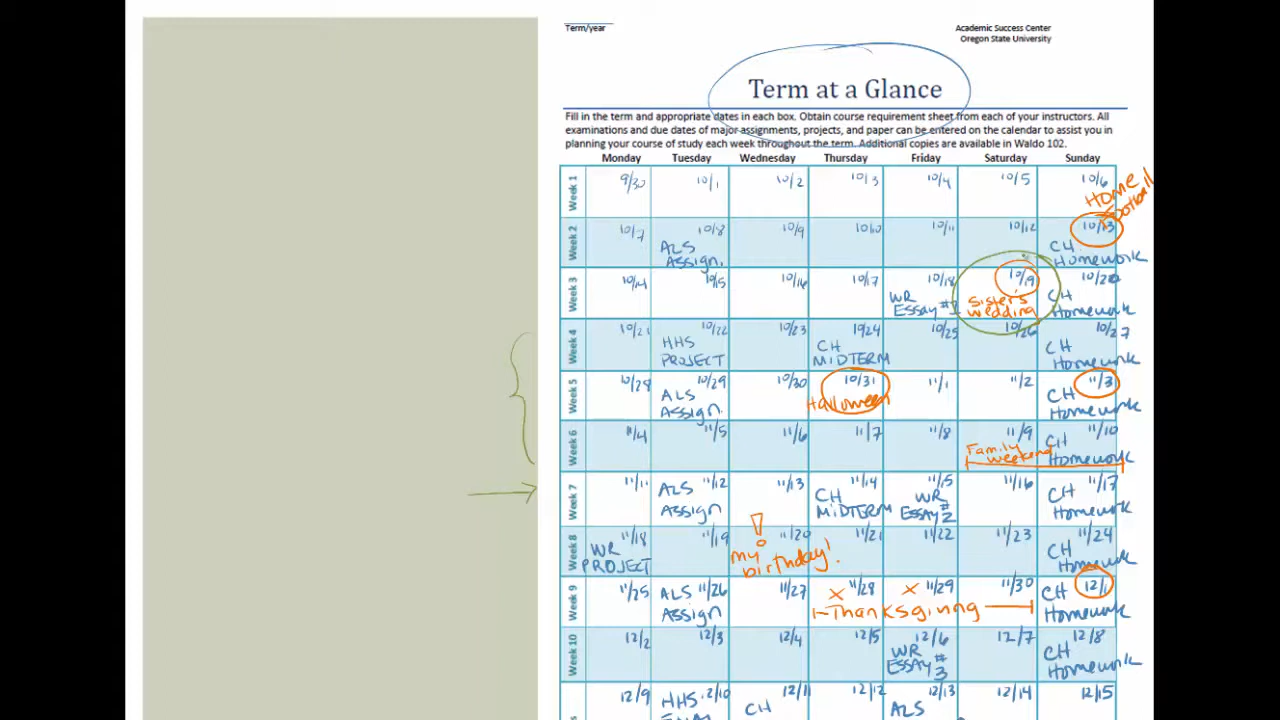 Term/year
Academic Success Center
Oregon State University
Term at a Glance
Fill in the term and appropriate dates in each box. Obtain course requirement sheet from each of your instructors. All
examinations and due dates of major assignments, projects, and paper can be entered on the calendar to assist you in
planning your course of study each week throughout the term. Additional copies are available in Waldo 102.
Monday Tuesday Wednesday Thursday Friday Saturday Sunday
Week 1 9/30 10/1 10/2 10/3 10/4 10/5 10/6
Home
Football
Week 2 10/7 10/8 10/9 10/10 10/11 10/12 10/13
ALS CH
Assign. Homework
Week 3 10/14 10/15 10/16 10/17 10/18 10/19 10/20
WR Sister's CH
Essay #1 wedding Homework
Week 4 10/21 10/22 10/23 10/24 10/25 10/26 10/27
HHS CH CH
PROJECT MIDTERM Homework
Week 5 10/28 10/29 10/30 10/31 11/1 11/2 11/3
ALS Halloween CH
Assign. Homework
Week 6 11/4 11/5 11/6 11/7 11/8 11/9 11/10
Family CH
weekend Homework
Week 7 11/11 ALS 11/12 11/13 11/14 11/15 11/16 11/17
Assign CH WR CH
MIDTERM ESSAY #2 Homework
Week 8 11/18 11/19 11/20 11/21 11/22 11/23 11/24
WR my CH
PROJECT birthday! Homework
Week 9 11/25 ALS 11/26 11/27 x 11/28 x 11/29 11/30 CH 12/1
Assign Thanksgiving Homework
Week 10 12/2 12/3 12/4 12/5 12/6 12/7 12/8
WR CH
ESSAY #3 Homework
12/9 HHS 12/10 12/11 12/12 12/13 12/14 12/15
CH ALS